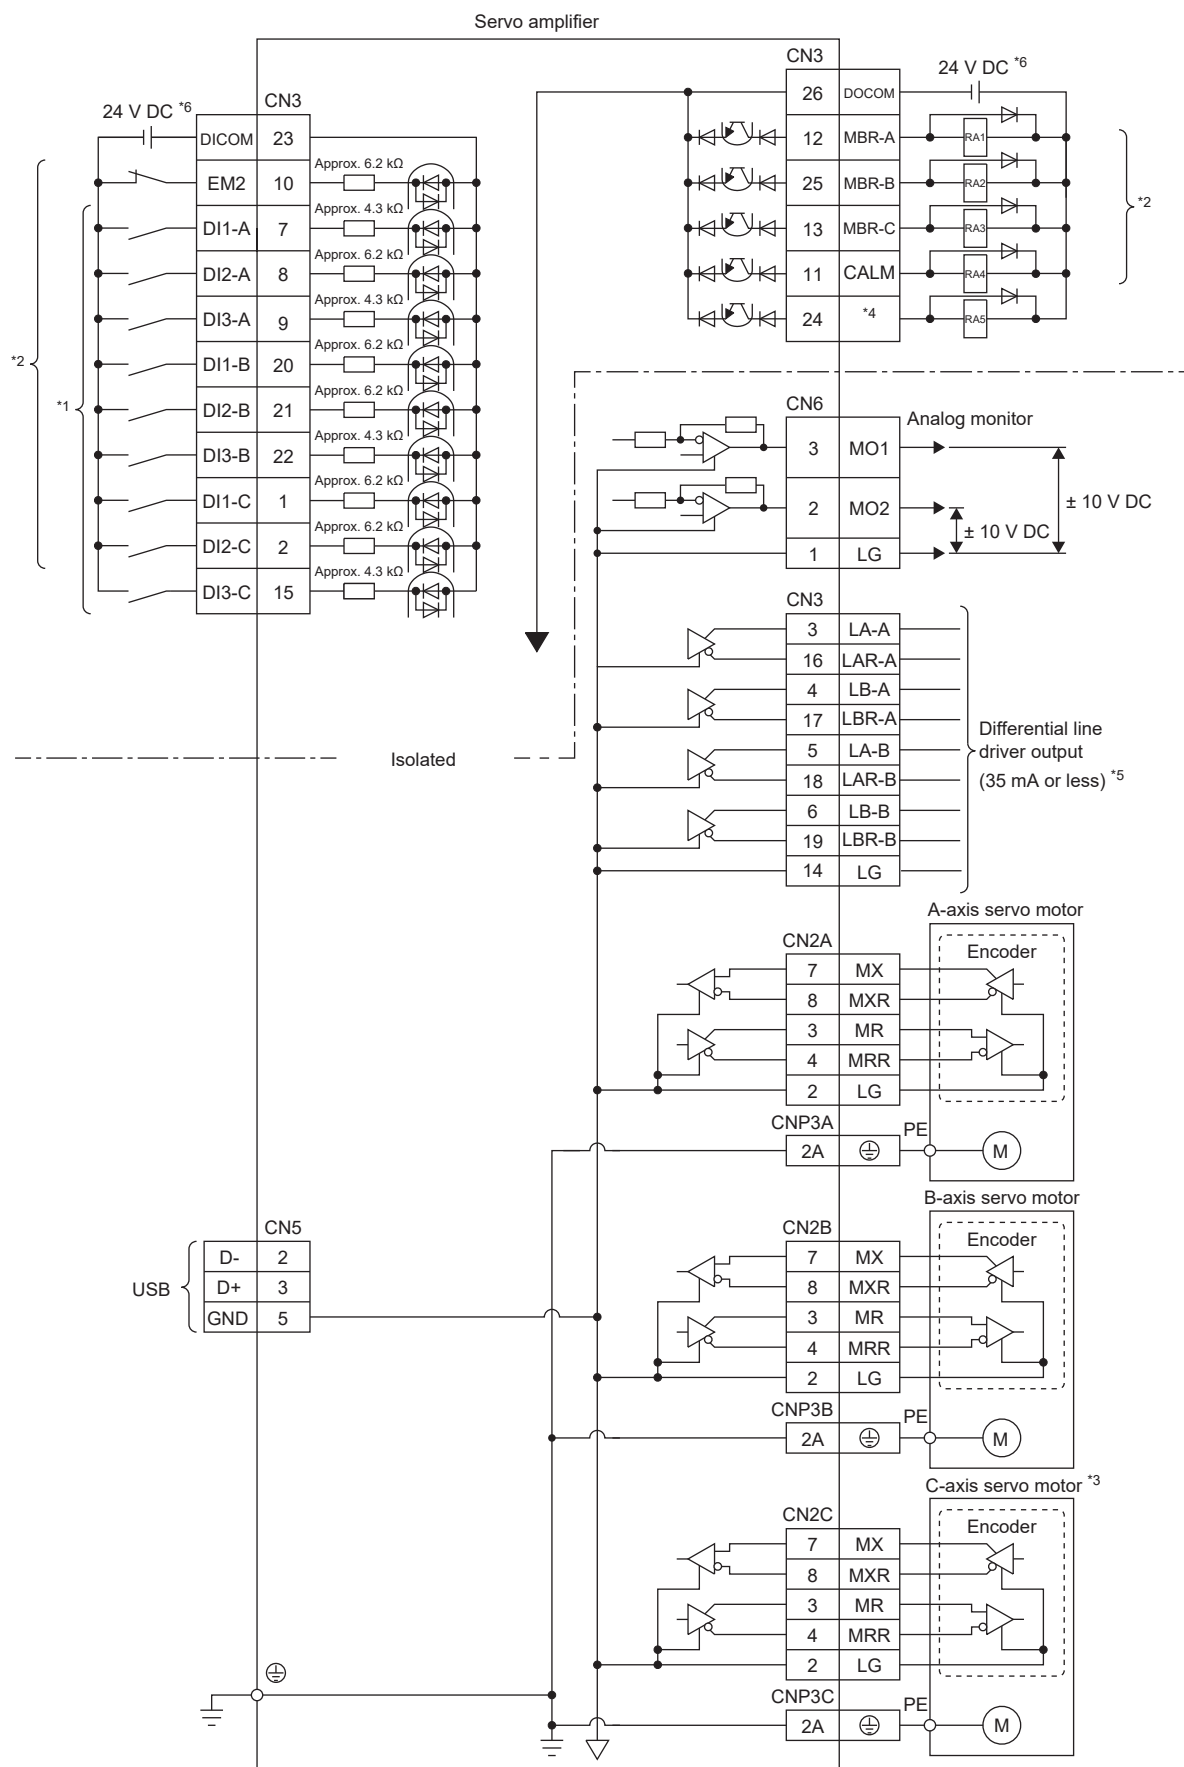 Servo amplifier
24 V DC *6
CN3
DICOM 23
EM2 10 Approx. 6.2 kΩ
DI1-A 7 Approx. 4.3 kΩ
DI2-A 8 Approx. 6.2 kΩ
DI3-A 9 Approx. 4.3 kΩ
DI1-B 20 Approx. 6.2 kΩ
DI2-B 21 Approx. 6.2 kΩ
DI3-B 22 Approx. 4.3 kΩ
DI1-C 1 Approx. 6.2 kΩ
DI2-C 2 Approx. 6.2 kΩ
DI3-C 15 Approx. 4.3 kΩ
*2
*1
CN3
24 V DC *6
26 DOCOM
12 MBR-A RA1
25 MBR-B RA2
13 MBR-C RA3
11 CALM RA4
24 *4 RA5
*2
CN6
Analog monitor
3 MO1
2 MO2
1 LG
± 10 V DC
± 10 V DC
CN3
3 LA-A
16 LAR-A
4 LB-A
17 LBR-A
5 LA-B
18 LAR-B
6 LB-B
19 LBR-B
14 LG
Differential line
driver output
(35 mA or less) *5
Isolated
A-axis servo motor
CN2A
Encoder
7 MX
8 MXR
3 MR
4 MRR
2 LG
CNP3A
2A PE M
B-axis servo motor
CN5
D- 2
D+ 3
GND 5
USB
CN2B
Encoder
7 MX
8 MXR
3 MR
4 MRR
2 LG
CNP3B
2A PE M
C-axis servo motor *3
CN2C
Encoder
7 MX
8 MXR
3 MR
4 MRR
2 LG
CNP3C
2A PE M